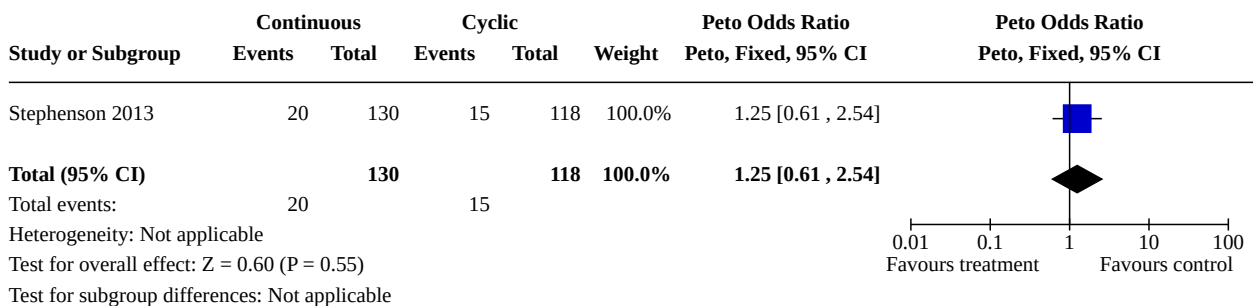 Continuous Cyclic Peto Odds Ratio Peto Odds Ratio
Study or Subgroup Events Total Events Total Weight Peto, Fixed, 95% CI Peto, Fixed, 95% CI
Stephenson 2013 20 130 15 118 100.0% 1.25 [0.61 , 2.54]
Total (95% CI) 130 118 100.0% 1.25 [0.61 , 2.54]
Total events: 20 15
Heterogeneity: Not applicable
0.01 0.1 1 10 100
Test for overall effect: Z = 0.60 (P = 0.55)
Favours treatment Favours control
Test for subgroup differences: Not applicable